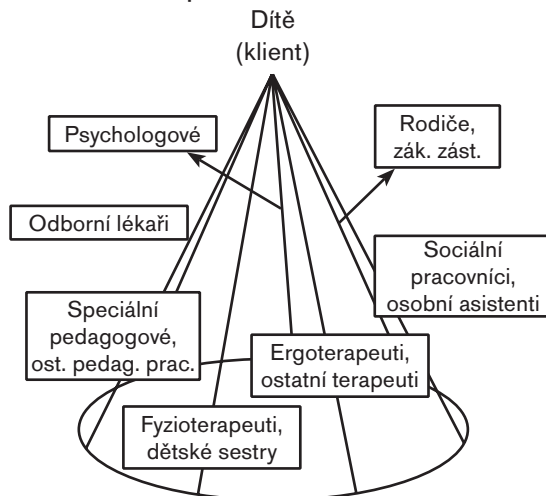 Dítě
(klient)
Psychologové
Rodiče,
zák. zást.
Odborní lékaři
Sociální
pracovníci,
osobní asistenti
Speciální
pedagogové,
ost. pedag. prac.
Ergoterapeuti,
ostatní terapeuti
Fyzioterapeuti,
dětské sestry